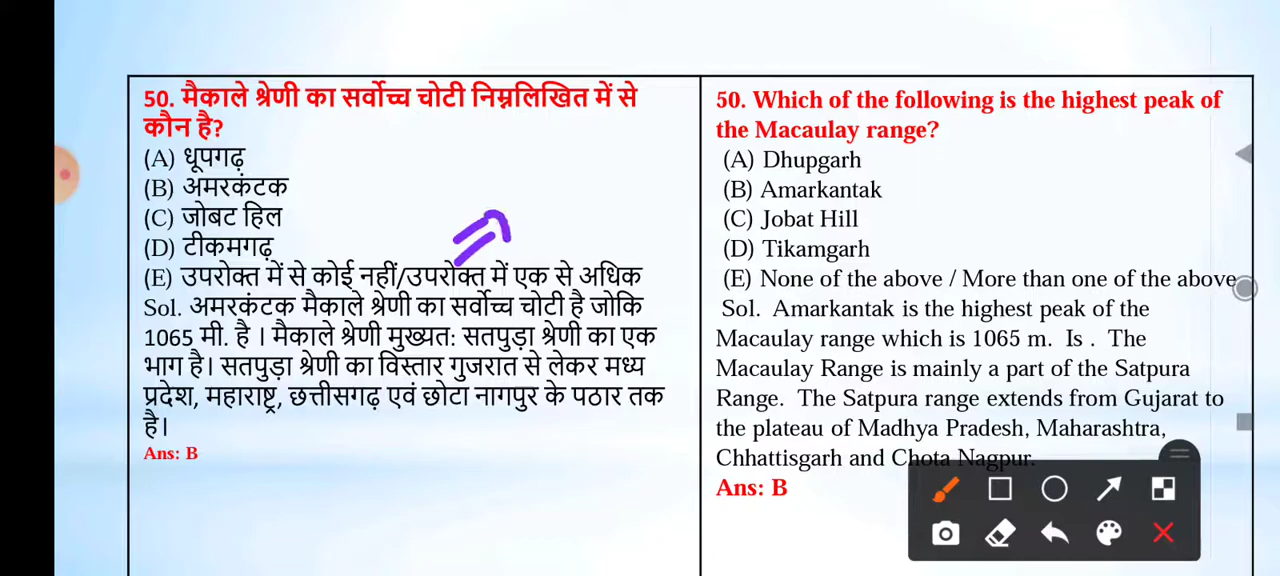 50. मैकाले श्रेणी का सर्वोच्च चोटी निम्नलिखित में से
कौन है?
(A) धूपगढ़
(B) अमरकंटक
(C) जोबट हिल
(D) टीकमगढ़
(E) उपरोक्त में से कोई नहीं/उपरोक्त में एक से अधिक
Sol. अमरकंटक मैकाले श्रेणी का सर्वोच्च चोटी है जोकि
1065 मी. है । मैकाले श्रेणी मुख्यत: सतपुड़ा श्रेणी का एक
भाग है। सतपुड़ा श्रेणी का विस्तार गुजरात से लेकर मध्य
प्रदेश, महाराष्ट्र, छत्तीसगढ़ एवं छोटा नागपुर के पठार तक
है।
Ans: B
50. Which of the following is the highest peak of
the Macaulay range?
(A) Dhupgarh
(B) Amarkantak
(C) Jobat Hill
(D) Tikamgarh
(E) None of the above / More than one of the above
Sol. Amarkantak is the highest peak of the
Macaulay range which is 1065 m. Is . The
Macaulay Range is mainly a part of the Satpura
Range. The Satpura range extends from Gujarat to
the plateau of Madhya Pradesh, Maharashtra,
Chhattisgarh and Chota Nagpur.
Ans: B